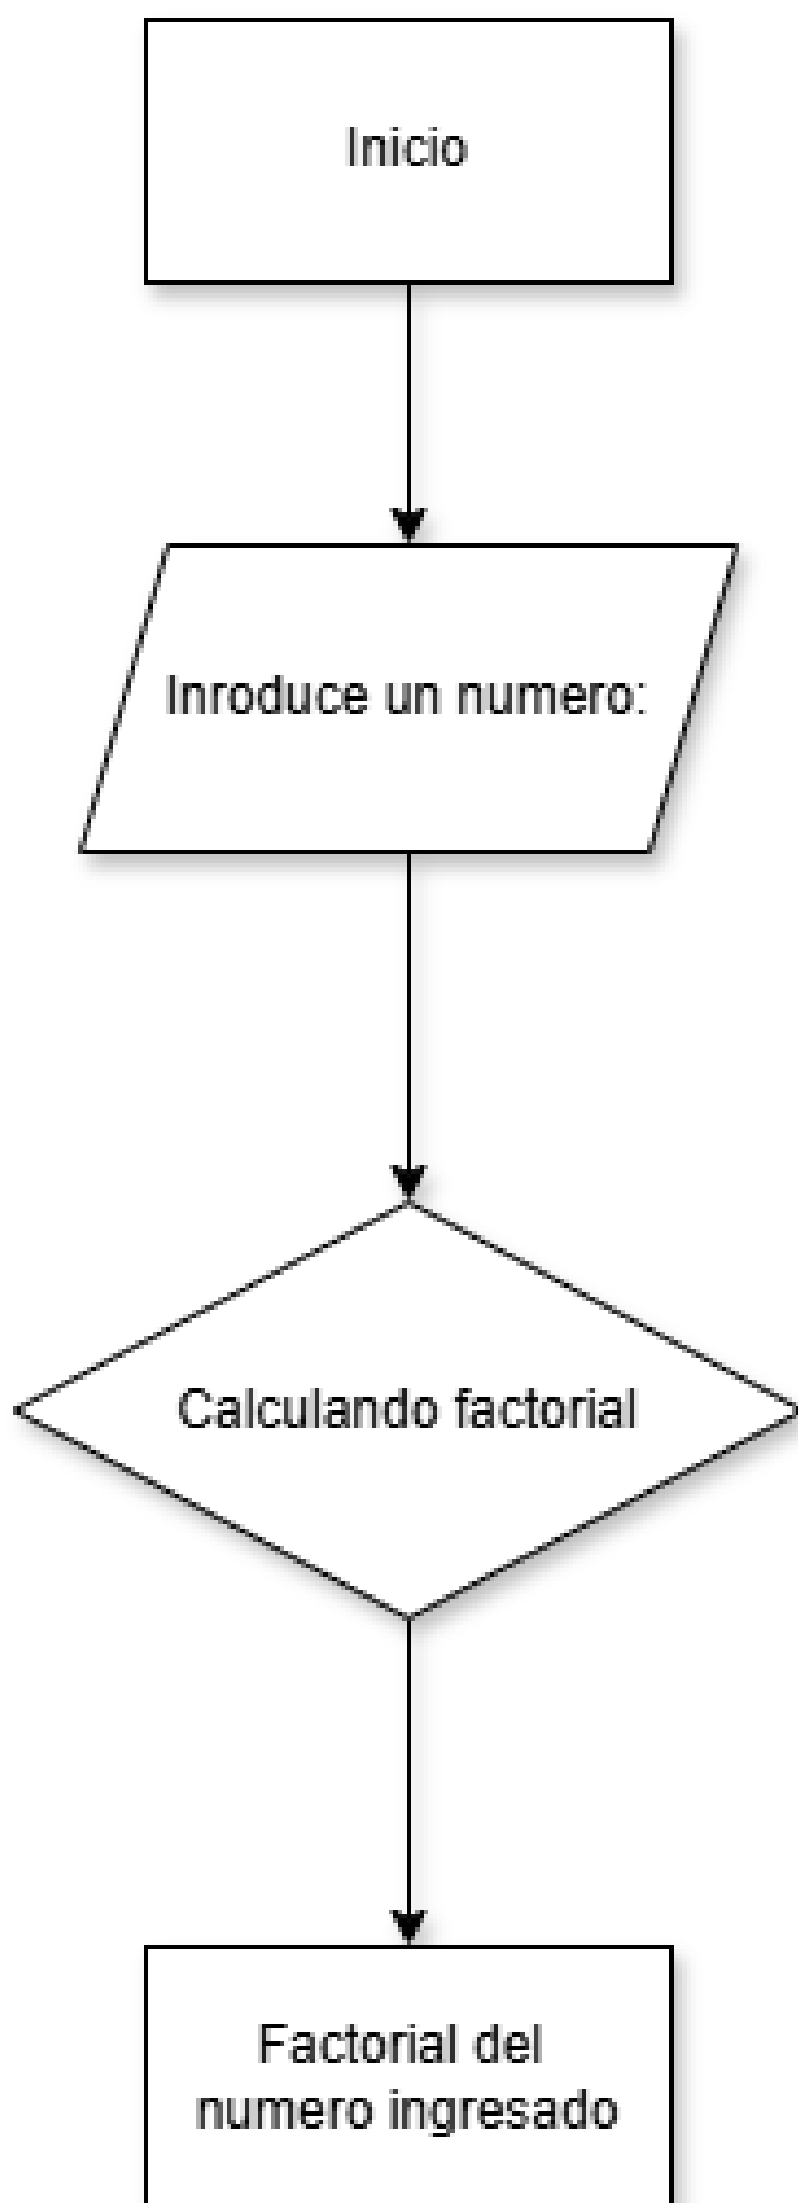 Inicio
Inroduce un numero:
Calculando factorial
Factorial del
numero ingresado